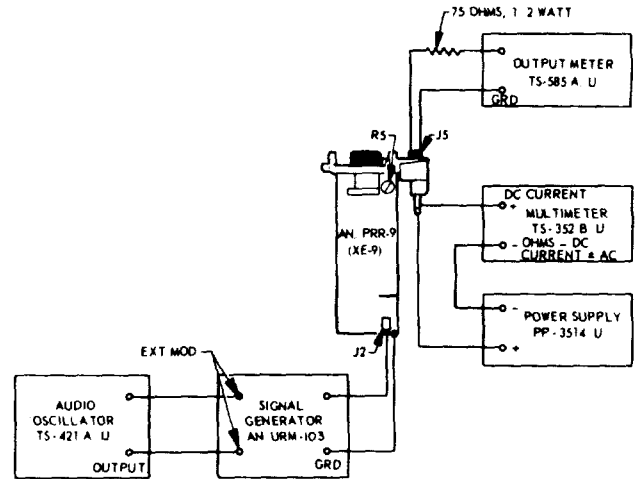 75 OHMS, 1 2 WATT
OUTPUT METER
TS-585 A. U
GRD
R5
J5
DC CURRENT
+
MULTIMETER
TS-352 B U
- OHMS - DC
CURRENT & AC
AN. PRR-9
(XE-9)
-
POWER SUPPLY
PP-3514 U
+
J2
EXT MOD
AUDIO
OSCILLATOR
TS-421 A U
OUTPUT
SIGNAL
GENERATOR
AN URM-103
GRD